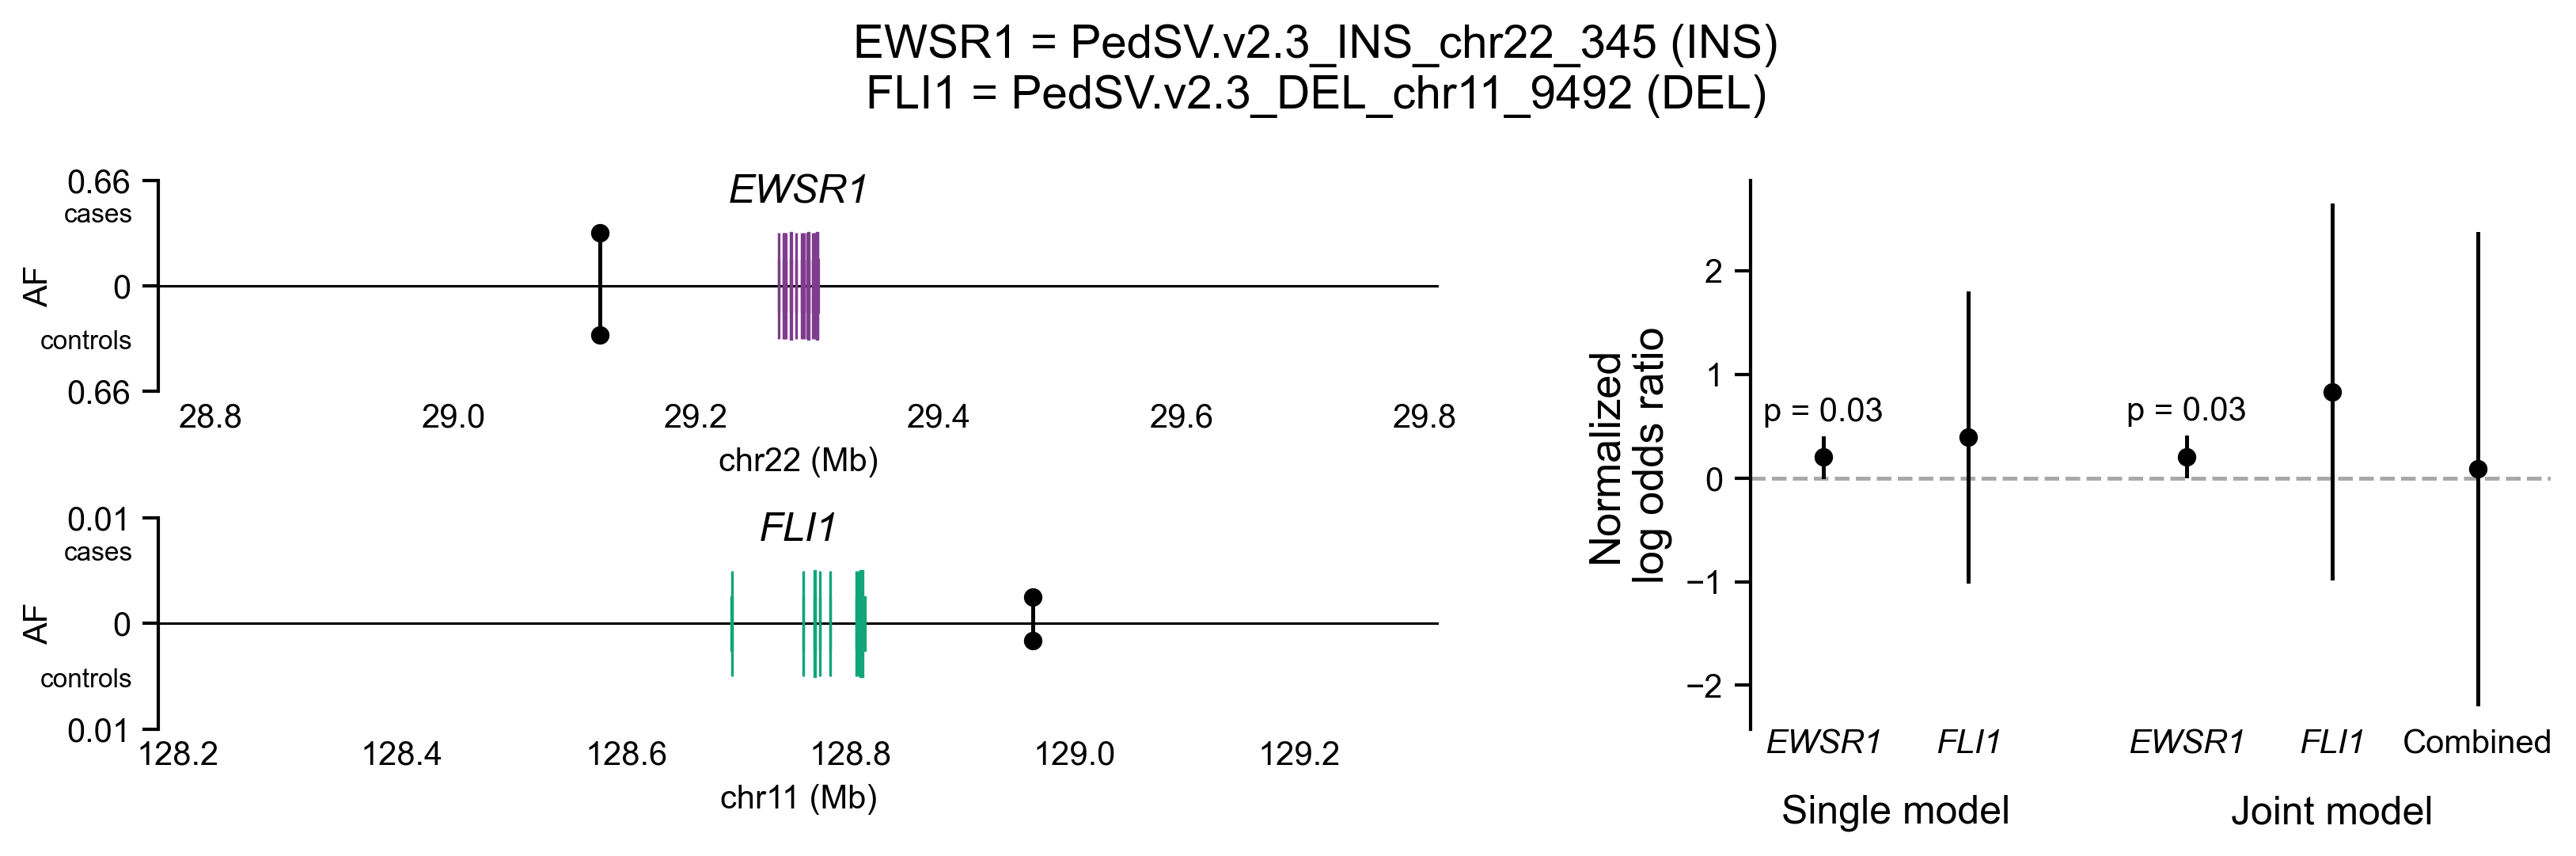 EWSR1 = PedSV.v2.3_INS_chr22_345 (INS)
FLI1 = PedSV.v2.3_DEL_chr11_9492 (DEL)
EWSR1
0.66
cases
AF
0
controls
0.66
28.8 29.0 29.2 29.4 29.6 29.8
chr22 (Mb)
FLI1
0.01
cases
AF
0
controls
0.01
128.2 128.4 128.6 128.8 129.0 129.2
chr11 (Mb)
Normalized
log odds ratio
2
1
0
−1
−2
p = 0.03
p = 0.03
EWSR1 FLI1 EWSR1 FLI1 Combined
Single model Joint model